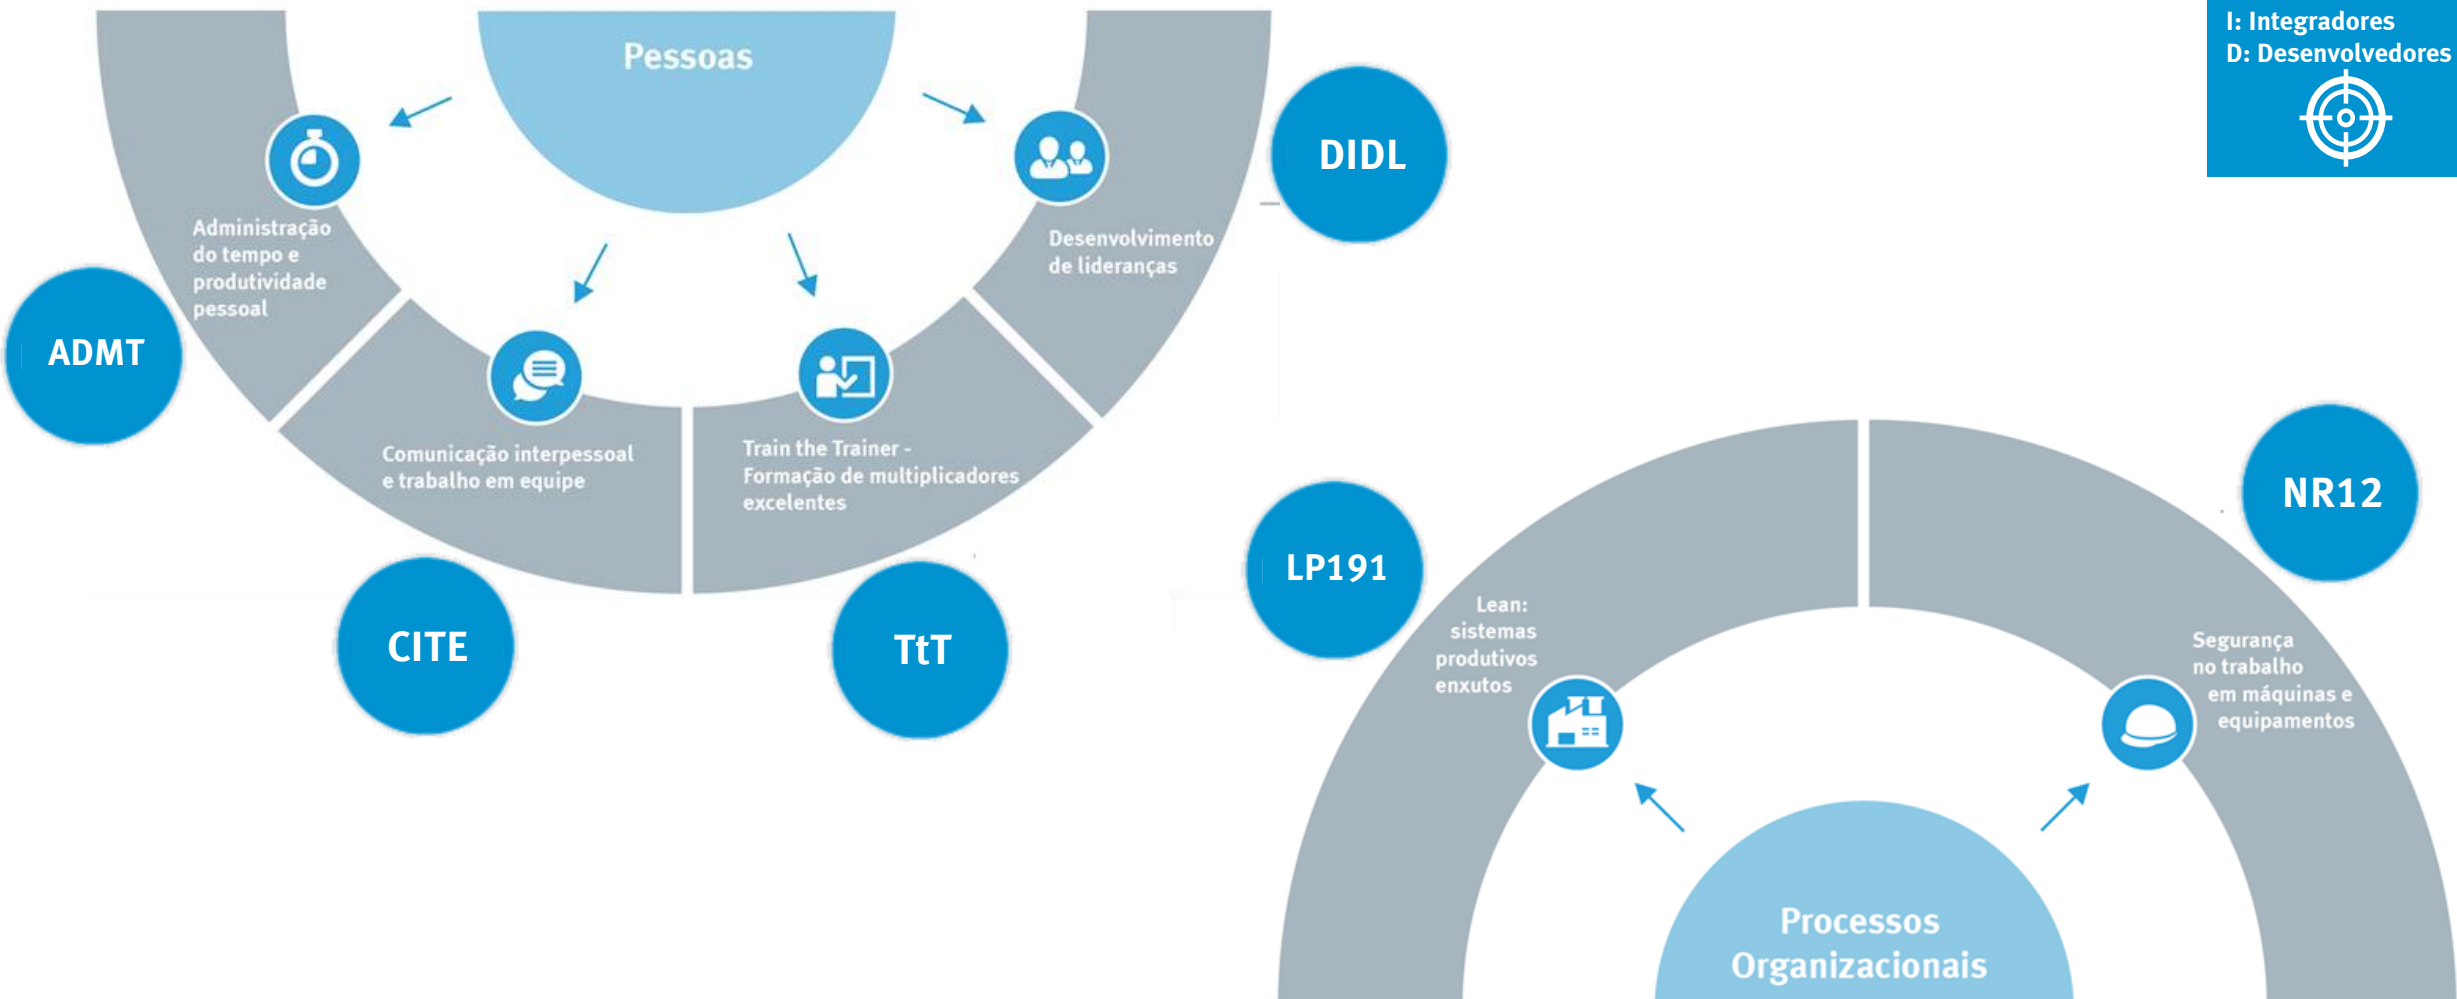 I: Integradores
D: Desenvolvedores
Pessoas
DIDL
Administração
do tempo e
produtividade
pessoal
Desenvolvimento
de lideranças
ADMT
Comunicação interpessoal
e trabalho em equipe
Train the Trainer -
Formação de multiplicadores
excelentes
CITE
TtT
NR12
LP191
Lean:
sistemas
produtivos
enxutos
Segurança
no trabalho
em máquinas e
equipamentos
Processos
Organizacionais